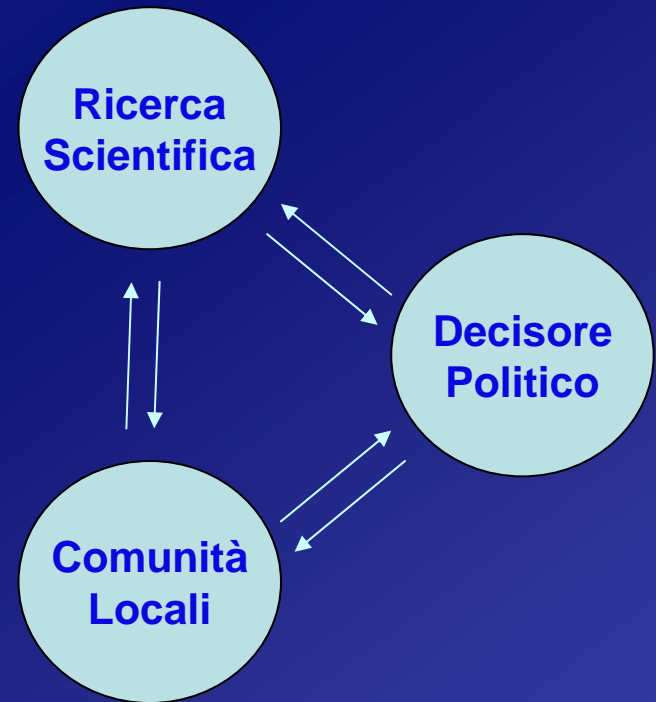 Ricerca
Scientifica
Decisore
Politico
Comunità
Locali